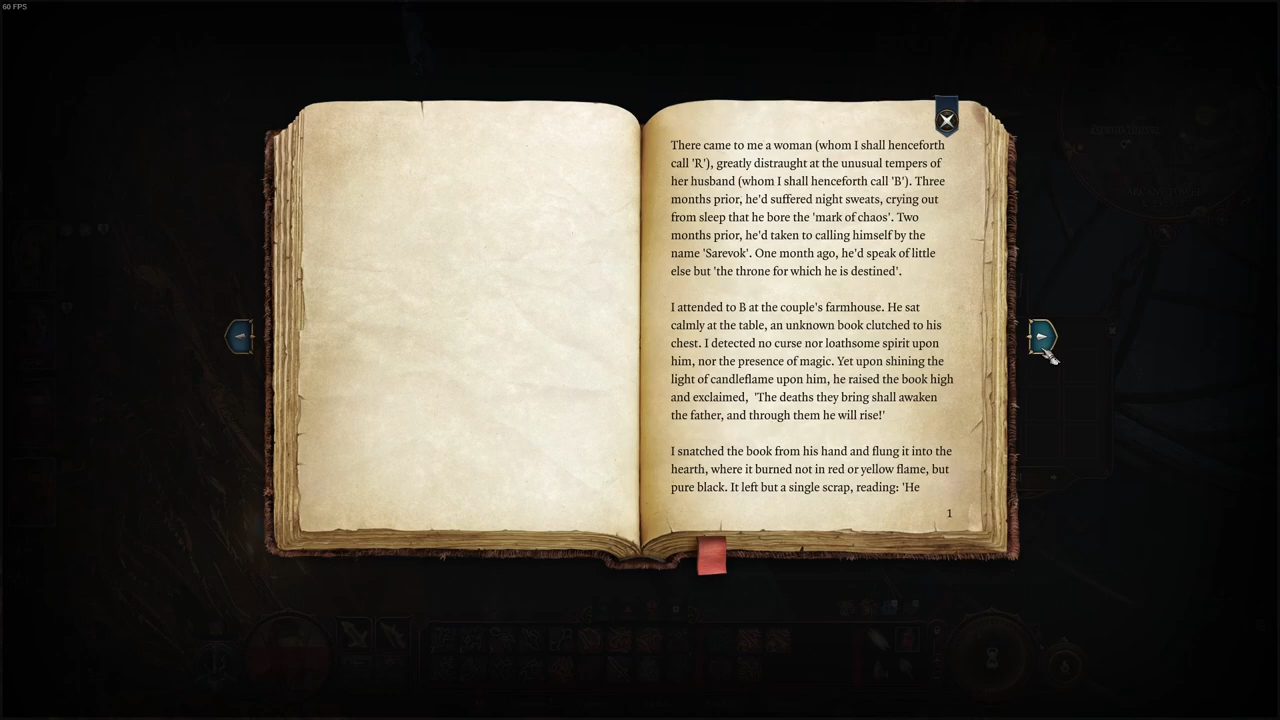 60 FPS
There came to me a woman (whom I shall henceforth
call 'R'), greatly distraught at the unusual tempers of
her husband (whom I shall henceforth call 'B'). Three
months prior, he'd suffered night sweats, crying out
from sleep that he bore the 'mark of chaos'. Two
months prior, he'd taken to calling himself by the
name 'Sarevok'. One month ago, he'd speak of little
else but 'the throne for which he is destined'.
I attended to B at the couple's farmhouse. He sat
calmly at the table, an unknown book clutched to his
chest. I detected no curse nor loathsome spirit upon
him, nor the presence of magic. Yet upon shining the
light of candleflame upon him, he raised the book high
and exclaimed,  'The deaths they bring shall awaken
the father, and through them he will rise!'
I snatched the book from his hand and flung it into the
hearth, where it burned not in red or yellow flame, but
pure black. It left but a single scrap, reading: 'He
1